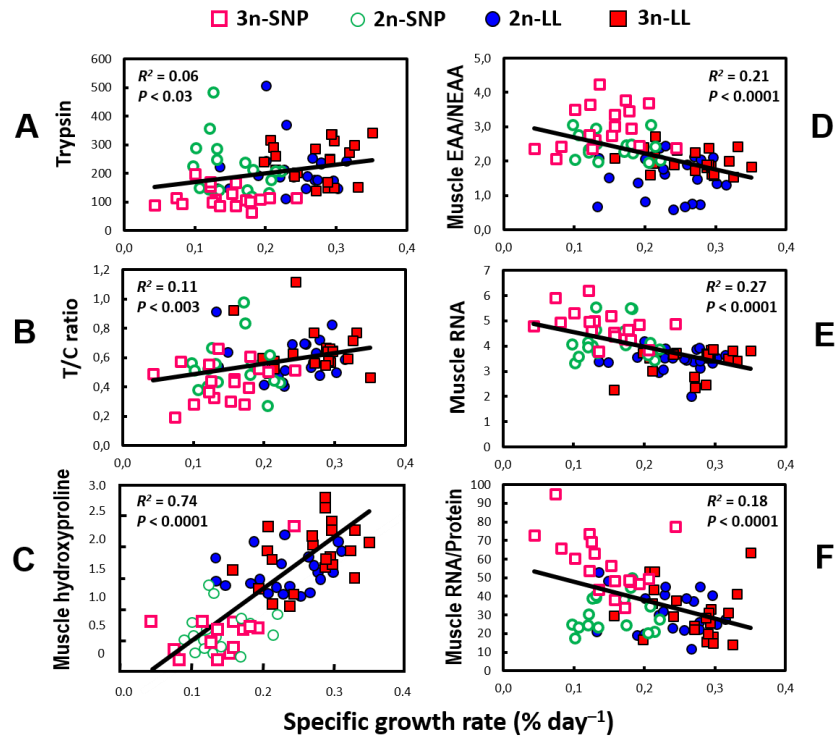 3n-SNP 2n-SNP 2n-LL 3n-LL
A
Trypsin
600
500
400
300
200
100
0
R² = 0.06
P < 0.03
0,0 0,1 0,2 0,3 0,4
D
Muscle EAA/NEAA
5,0
4,0
3,0
2,0
1,0
0,0
R² = 0.21
P < 0.0001
0,0 0,1 0,2 0,3 0,4
B
T/C ratio
1,2
1,0
0,8
0,6
0,4
0,2
0,0
R² = 0.11
P < 0.003
0,0 0,1 0,2 0,3 0,4
E
Muscle RNA
7
6
5
4
3
2
1
0
R² = 0.27
P < 0.0001
0,0 0,1 0,2 0,3 0,4
C
Muscle hydroxyproline
3.0
2.5
2.0
1.5
1.0
0.5
0
R² = 0.74
P < 0.0001
0.0 0.1 0.2 0.3 0.4
F
Muscle RNA/Protein
100
90
80
70
60
50
40
30
20
10
0
R² = 0.18
P < 0.0001
0,0 0,1 0,2 0,3 0,4
Specific growth rate (% day⁻¹)